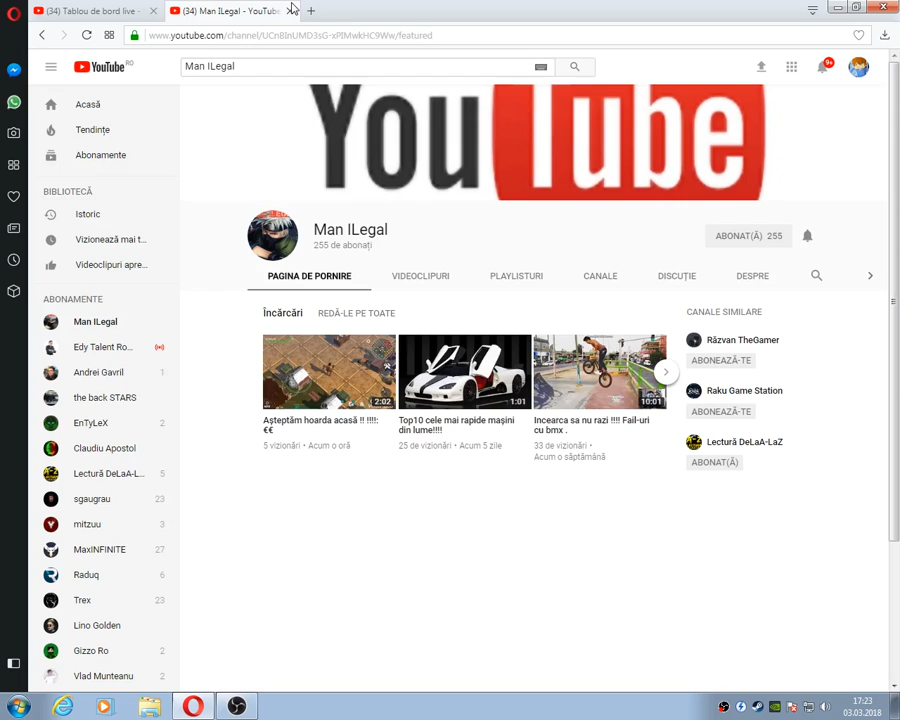 (34) Tablou de bord live -
(34) Man ILegal - YouTube
www.youtube.com/channel/UCnBInUMD3sG-xPIMwkHC9Ww/featured
YouTube RO
Man ILegal
9+
Acasă
Tendințe
Abonamente
BIBLIOTECĂ
Istoric
Vizionează mai t...
Videoclipuri apre...
ABONAMENTE
Man ILegal
Edy Talent Ro...
Andrei Gavril 1
the back STARS
EnTyLeX 2
Claudiu Apostol
Lectură DeLaA-L... 5
sgaugrau 23
mitzuu 3
MaxINFINITE 27
Raduq 6
Trex 23
Lino Golden
Gizzo Ro 2
Vlad Munteanu 2
YouTube
Man ILegal
255 de abonați
ABONAT(Ă) 255
PAGINA DE PORNIRE VIDEOCLIPURI PLAYLISTURI CANALE DISCUȚIE DESPRE
Încărcări REDĂ-LE PE TOATE
2:02
Așteptăm hoarda acasă !! !!!!:
€€
5 vizionări • Acum o oră
1:01
Top10 cele mai rapide mașini
din lume!!!!
25 de vizionări • Acum 5 zile
10:01
Incearca sa nu razi !!!! Fail-uri
cu bmx .
33 de vizionări •
Acum o săptămână
CANALE SIMILARE
Răzvan TheGamer
ABONEAZĂ-TE
Raku Game Station
ABONEAZĂ-TE
Lectură DeLaA-LaZ
ABONAT(Ă)
17:23
03.03.2018